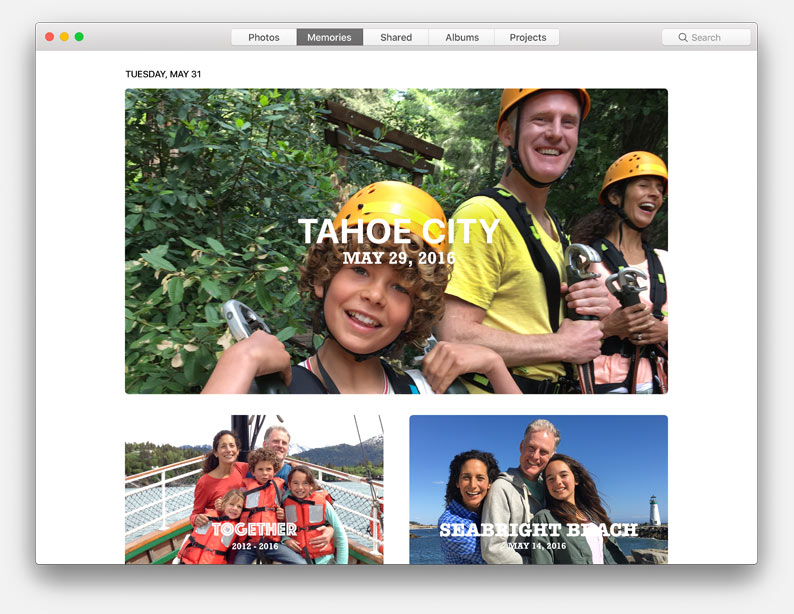 Photos
Memories
Shared
Albums
Projects
Search
TUESDAY, MAY 31
TAHOE CITY
MAY 29, 2016
TOGETHER
2012 - 2016
SEABRIGHT BEACH
MAY 14, 2016